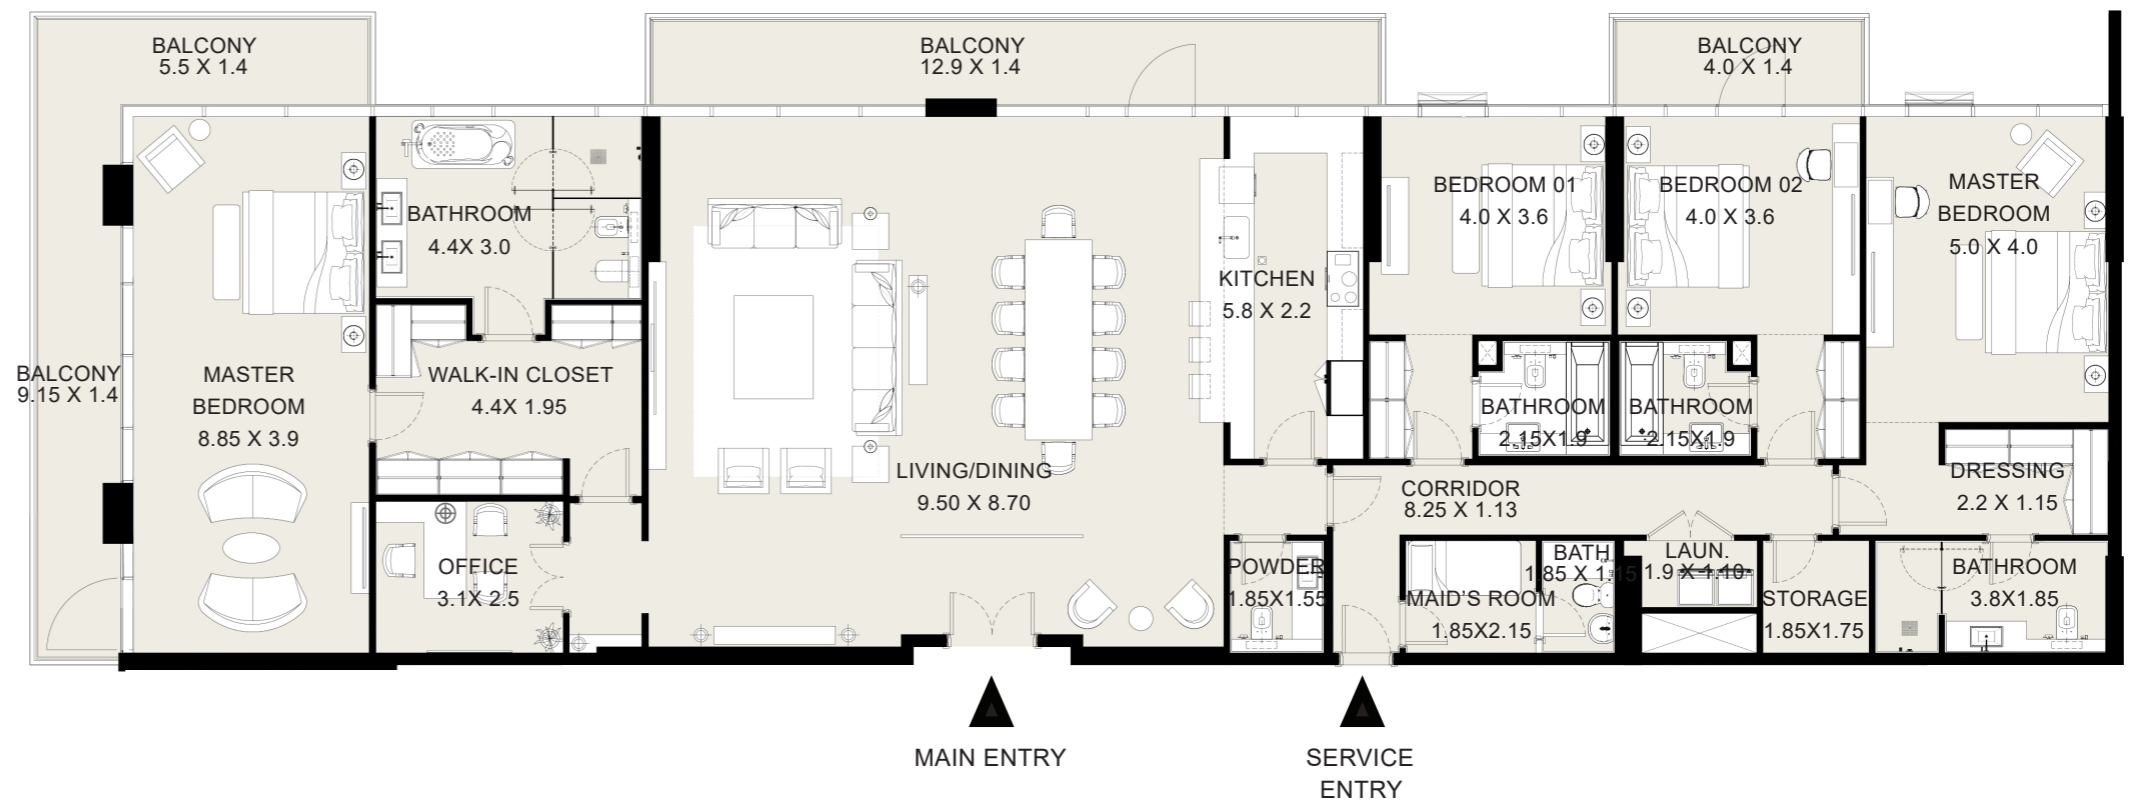 BALCONY
5.5 X 1.4
BALCONY
12.9 X 1.4
BALCONY
4.0 X 1.4
BALCONY
9.15 X 1.4
MASTER
BEDROOM
8.85 X 3.9
BATHROOM
4.4X 3.0
WALK-IN CLOSET
4.4X 1.95
OFFICE
3.1X 2.5
LIVING/DINING
9.50 X 8.70
KITCHEN
5.8 X 2.2
BEDROOM 01
4.0 X 3.6
BEDROOM 02
4.0 X 3.6
MASTER
BEDROOM
5.0 X 4.0
BATHROOM
2.15X1.9
BATHROOM
2.15X1.9
CORRIDOR
8.25 X 1.13
DRESSING
2.2 X 1.15
POWDER
1.85X1.55
MAID'S ROOM
1.85X2.15
BATH
1.85 X 1.15
LAUN.
1.9 X 1.10
STORAGE
1.85X1.75
BATHROOM
3.8X1.85
MAIN ENTRY
SERVICE
ENTRY